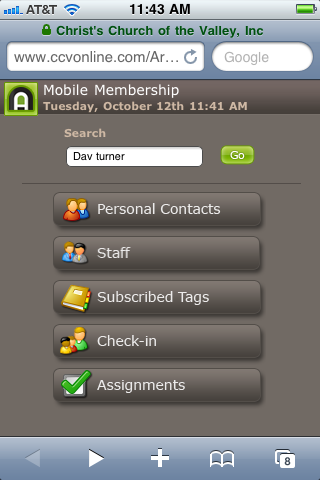 AT&T 11:43 AM
Christ's Church of the Valley, Inc
www.ccvonline.com/Ar... Google
A Mobile Membership
Tuesday, October 12th 11:41 AM
Search
Dav turner Go
Personal Contacts
Staff
Subscribed Tags
Check-in
Assignments
8